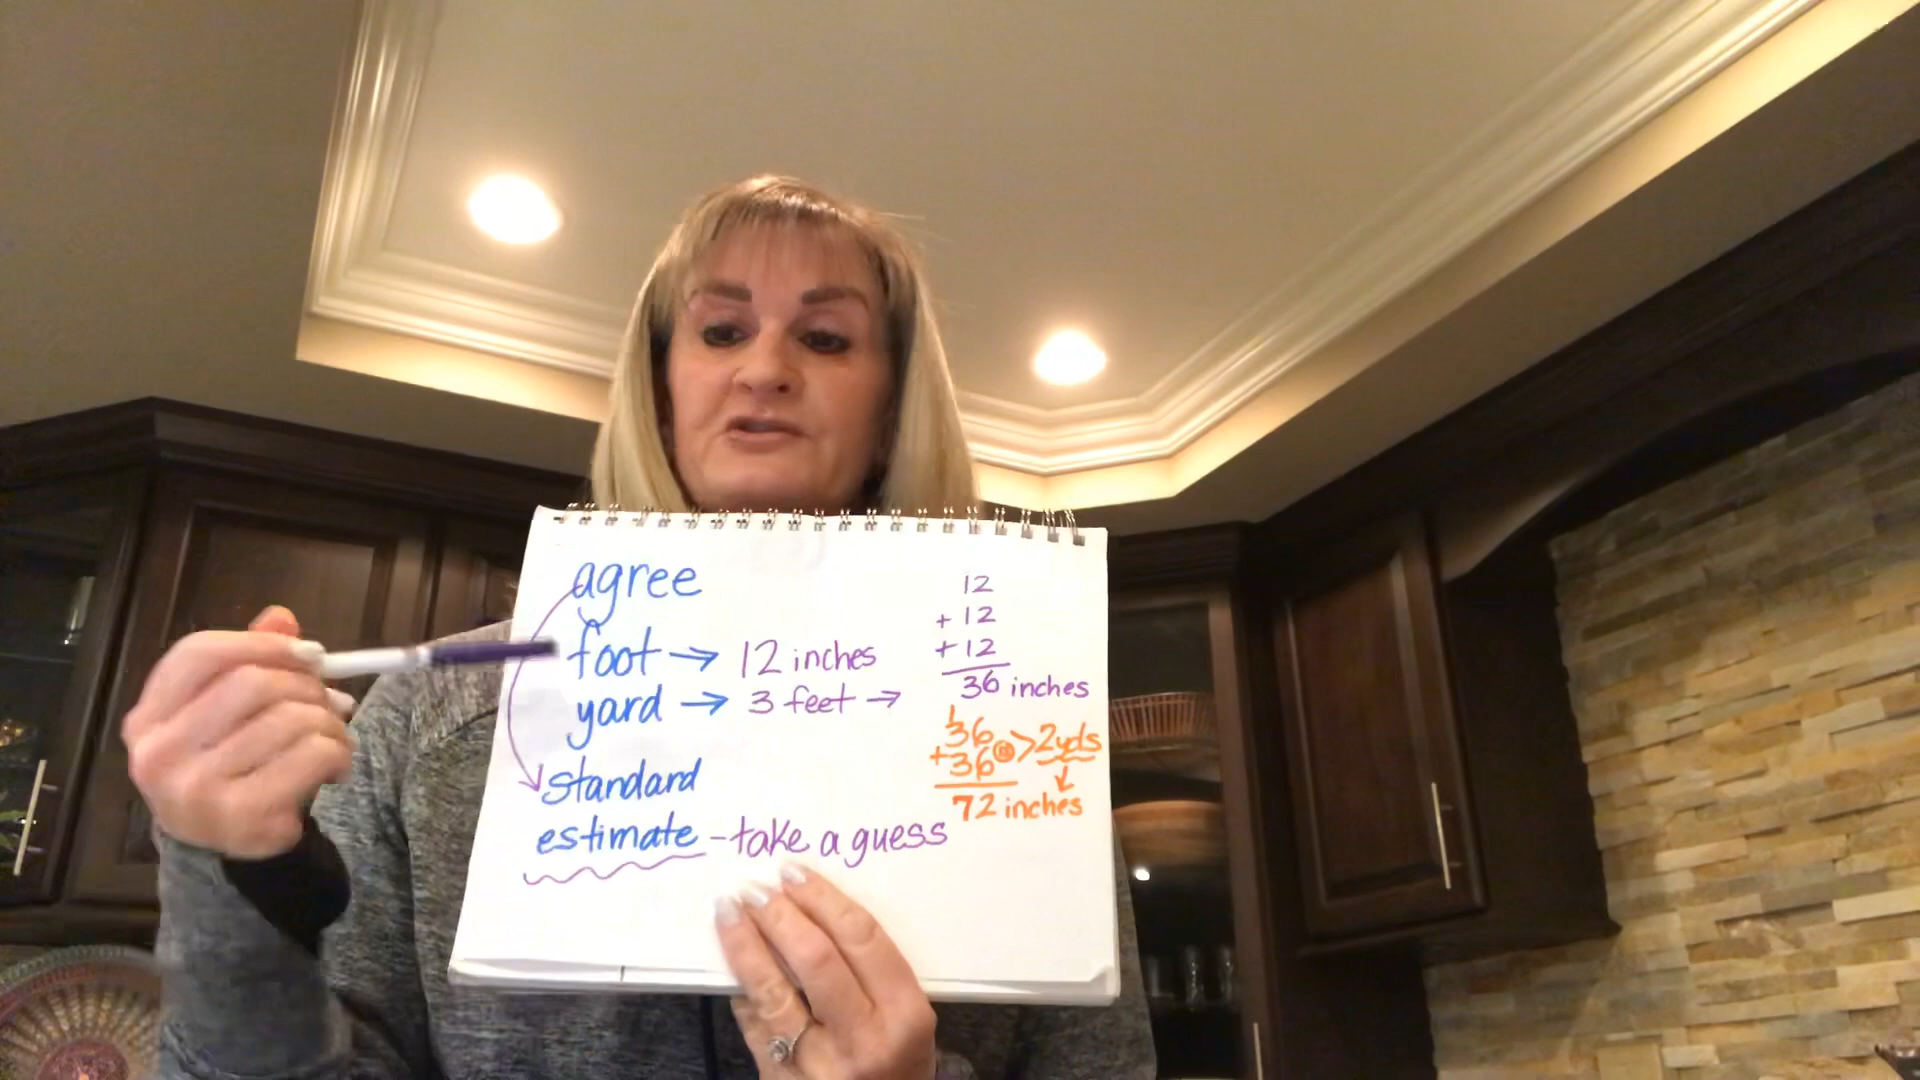 agree
foot → 12 inches
yard → 3 feet →
standard
estimate - take a guess
12
+ 12
+ 12
36 inches
1
36
+36 > 2yds
72 inches